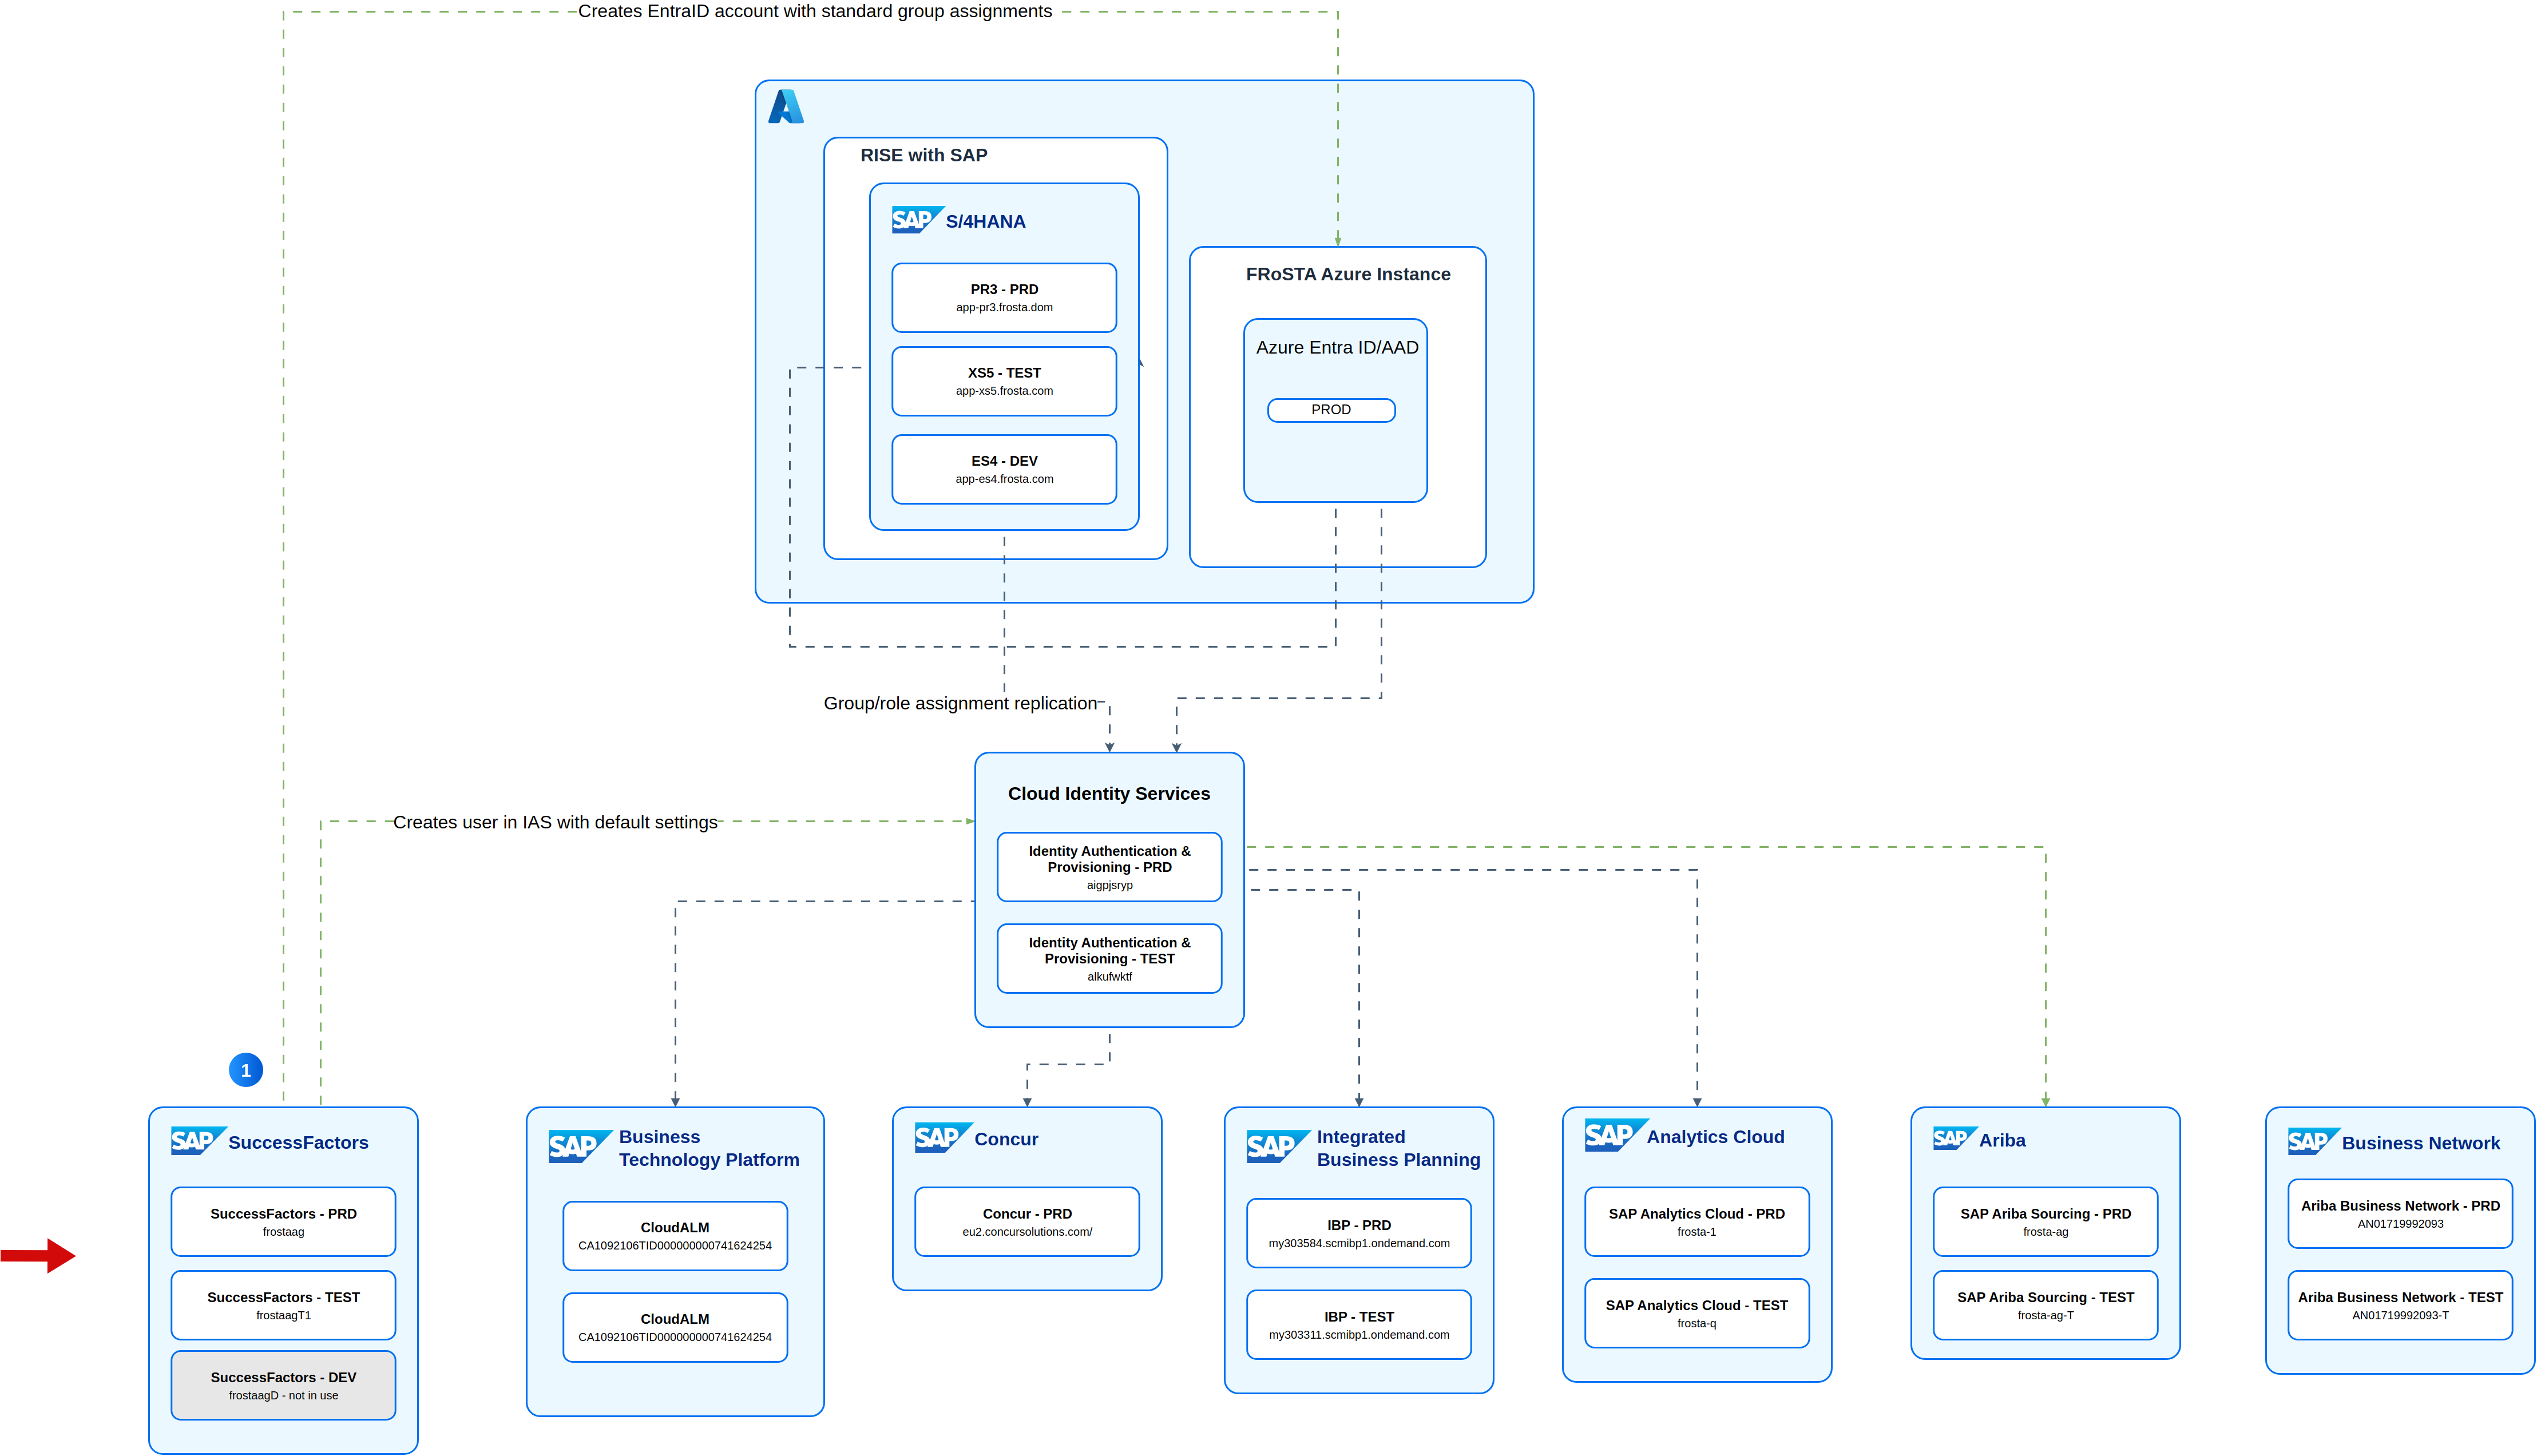 Creates EntraID account with standard group assignments
RISE with SAP
SAP S/4HANA
PR3 - PRD
app-pr3.frosta.dom
XS5 - TEST
app-xs5.frosta.com
ES4 - DEV
app-es4.frosta.com
FRoSTA Azure Instance
Azure Entra ID/AAD
PROD
Group/role assignment replication
Cloud Identity Services
Identity Authentication &
Provisioning - PRD
aigpjsryp
Identity Authentication &
Provisioning - TEST
alkufwktf
Creates user in IAS with default settings
1
SAP SuccessFactors
SuccessFactors - PRD
frostaag
SuccessFactors - TEST
frostaagT1
SuccessFactors - DEV
frostaagD - not in use
SAP Business
Technology Platform
CloudALM
CA1092106TID000000000741624254
CloudALM
CA1092106TID000000000741624254
SAP Concur
Concur - PRD
eu2.concursolutions.com/
SAP Integrated
Business Planning
IBP - PRD
my303584.scmibp1.ondemand.com
IBP - TEST
my303311.scmibp1.ondemand.com
SAP Analytics Cloud
SAP Analytics Cloud - PRD
frosta-1
SAP Analytics Cloud - TEST
frosta-q
SAP Ariba
SAP Ariba Sourcing - PRD
frosta-ag
SAP Ariba Sourcing - TEST
frosta-ag-T
SAP Business Network
Ariba Business Network - PRD
AN01719992093
Ariba Business Network - TEST
AN01719992093-T